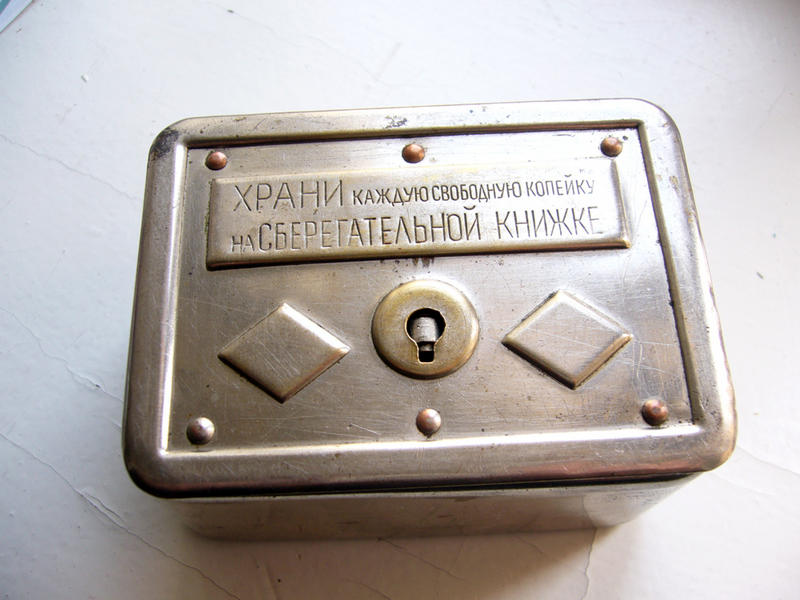 ХРАНИ КАЖДУЮ СВОБОДНУЮ КОПЕЙКУ
НА СБЕРЕГАТЕЛЬНОЙ КНИЖКЕ